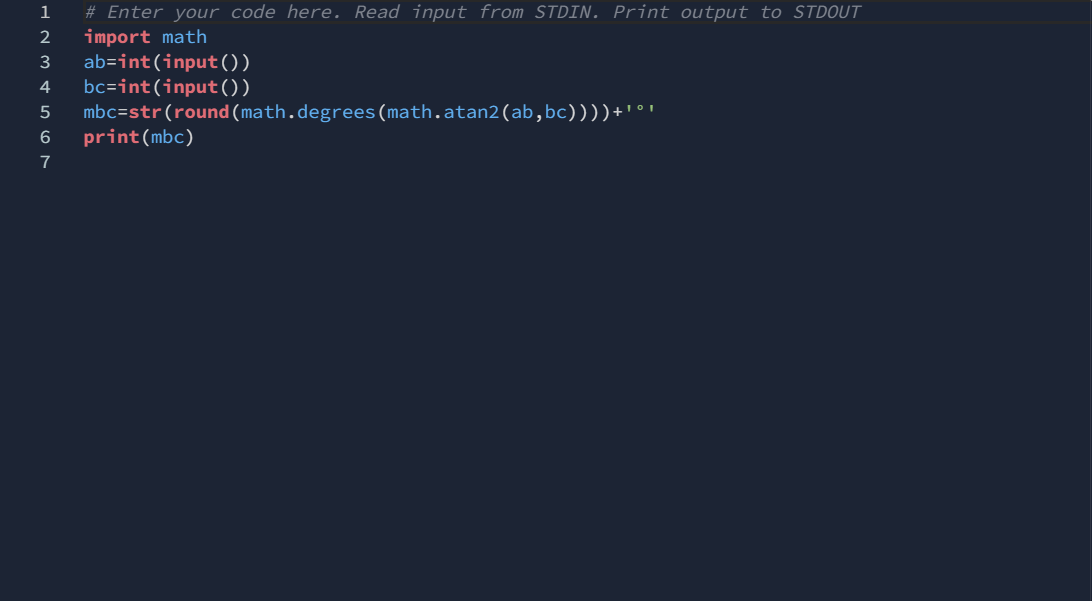 1 # Enter your code here. Read input from STDIN. Print output to STDOUT
2 import math
3 ab=int(input())
4 bc=int(input())
5 mbc=str(round(math.degrees(math.atan2(ab,bc))))+'°'
6 print(mbc)
7